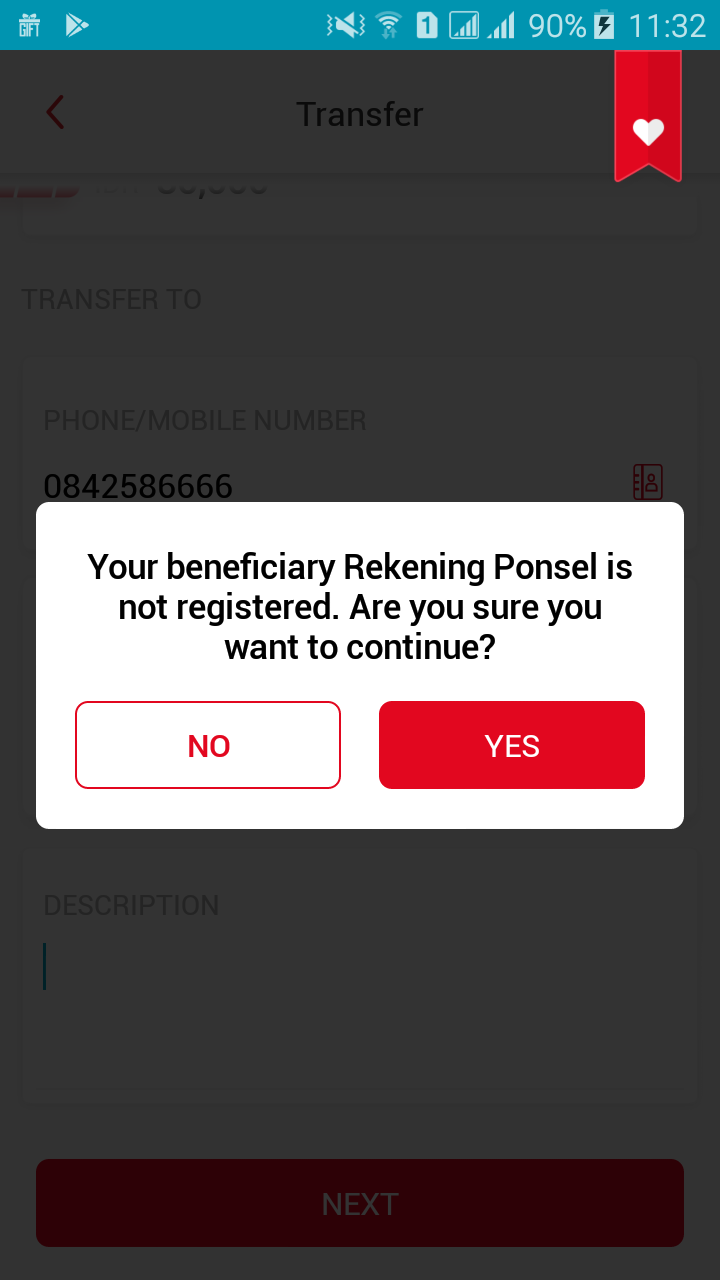 GIFT
1
90%
11:32
Transfer
TRANSFER TO
PHONE/MOBILE NUMBER
0842586666
Your beneficiary Rekening Ponsel is
not registered. Are you sure you
want to continue?
NO
YES
DESCRIPTION
NEXT